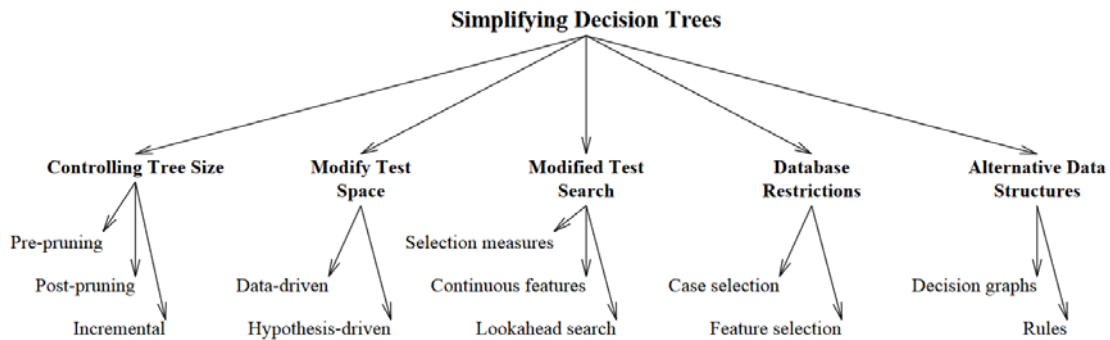 Simplifying Decision Trees
Controlling Tree Size
Modify Test
Space
Modified Test
Search
Database
Restrictions
Alternative Data
Structures
Pre-pruning
Post-pruning
Incremental
Data-driven
Hypothesis-driven
Selection measures
Continuous features
Lookahead search
Case selection
Feature selection
Decision graphs
Rules